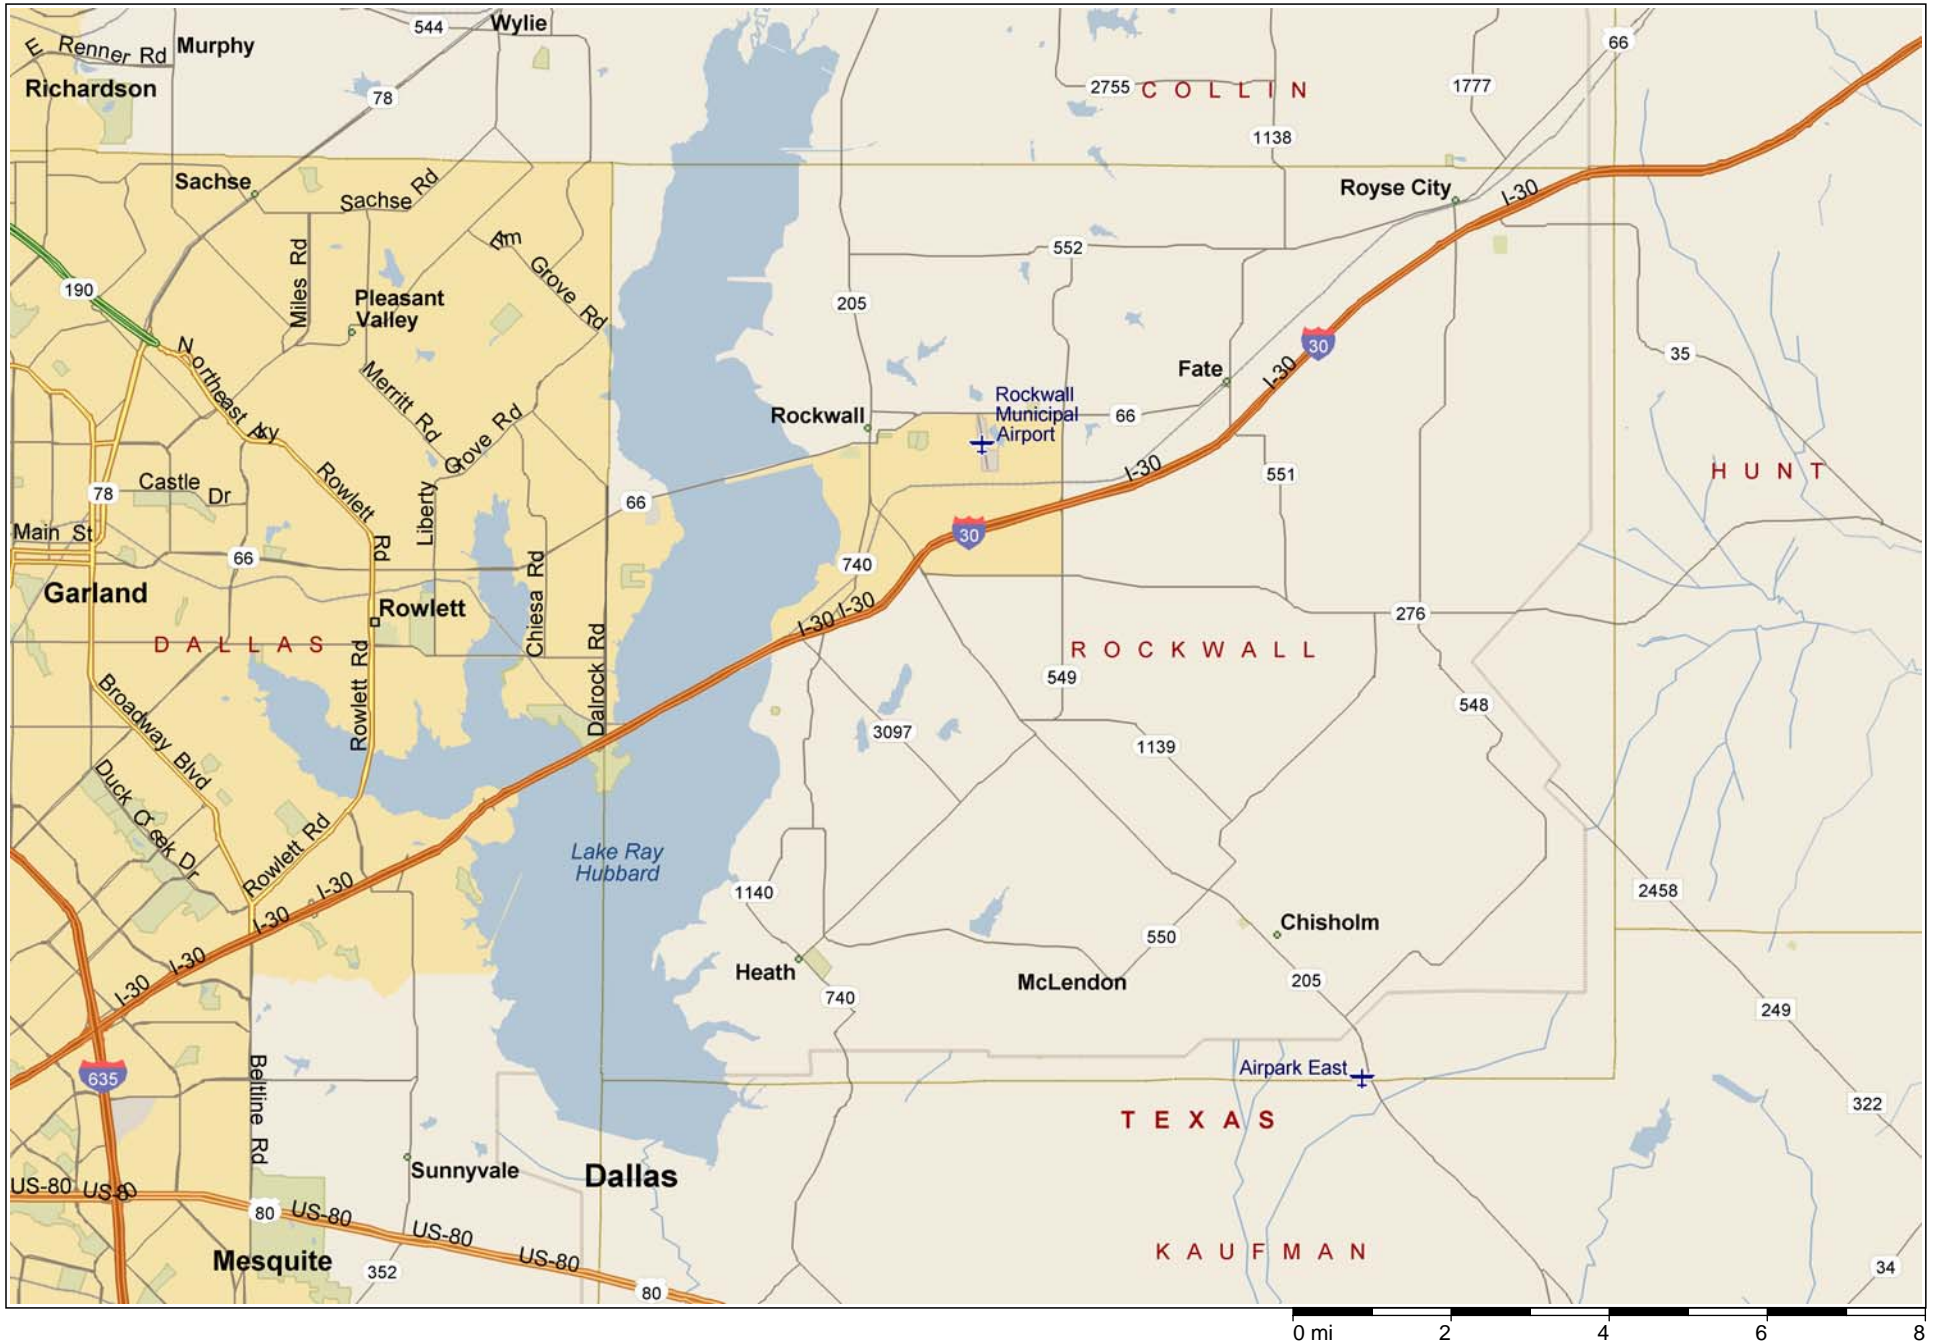 Wylie
544
E Renner Rd
Murphy
66
Richardson
78
2755
COLLIN
1777
1138
Sachse
Sachse Rd
Royse City
I-30
Elm Grove Rd
Miles Rd
552
190
Pleasant
Valley
205
30
35
Northeast Pky
Merritt Rd
Fate
I-30
Rockwall
Municipal
Airport
Rockwall
66
Grove Rd
Castle Dr
Rowlett Rd
Liberty
78
66
I-30
551
HUNT
Main St
66
30
Chiesa Rd
740
Garland
Rowlett
I-30
I-30
276
DALLAS
Rowlett Rd
Dalrock Rd
ROCKWALL
549
548
Broadway Blvd
3097
1139
Duck Creek Dr
Rowlett Rd
Lake Ray
Hubbard
I-30
I-30
I-30
I-30
1140
2458
Chisholm
550
Heath
McLendon
205
740
249
635
Beltline Rd
Airpark East
322
TEXAS
Sunnyvale
Dallas
US-80
US-80
80
US-80
US-80
US-80
Mesquite
352
80
KAUFMAN
34
0 mi
2
4
6
8